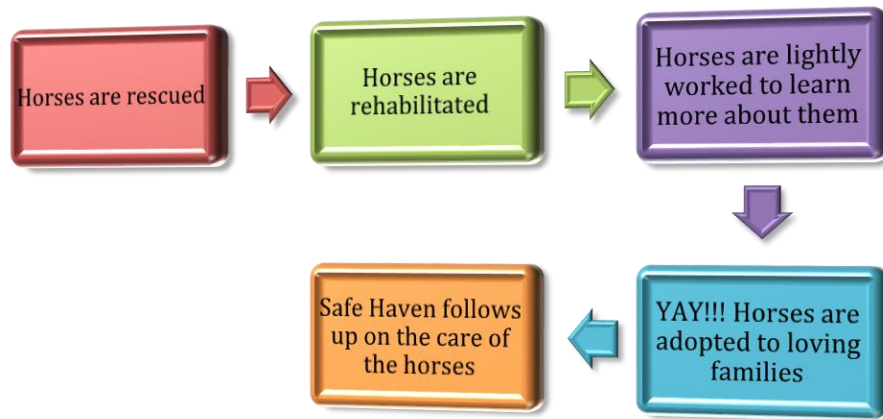 Horses are rescued
Horses are
rehabilitated
Horses are lightly
worked to learn
more about them
YAY!!! Horses are
adopted to loving
families
Safe Haven follows
up on the care of
the horses